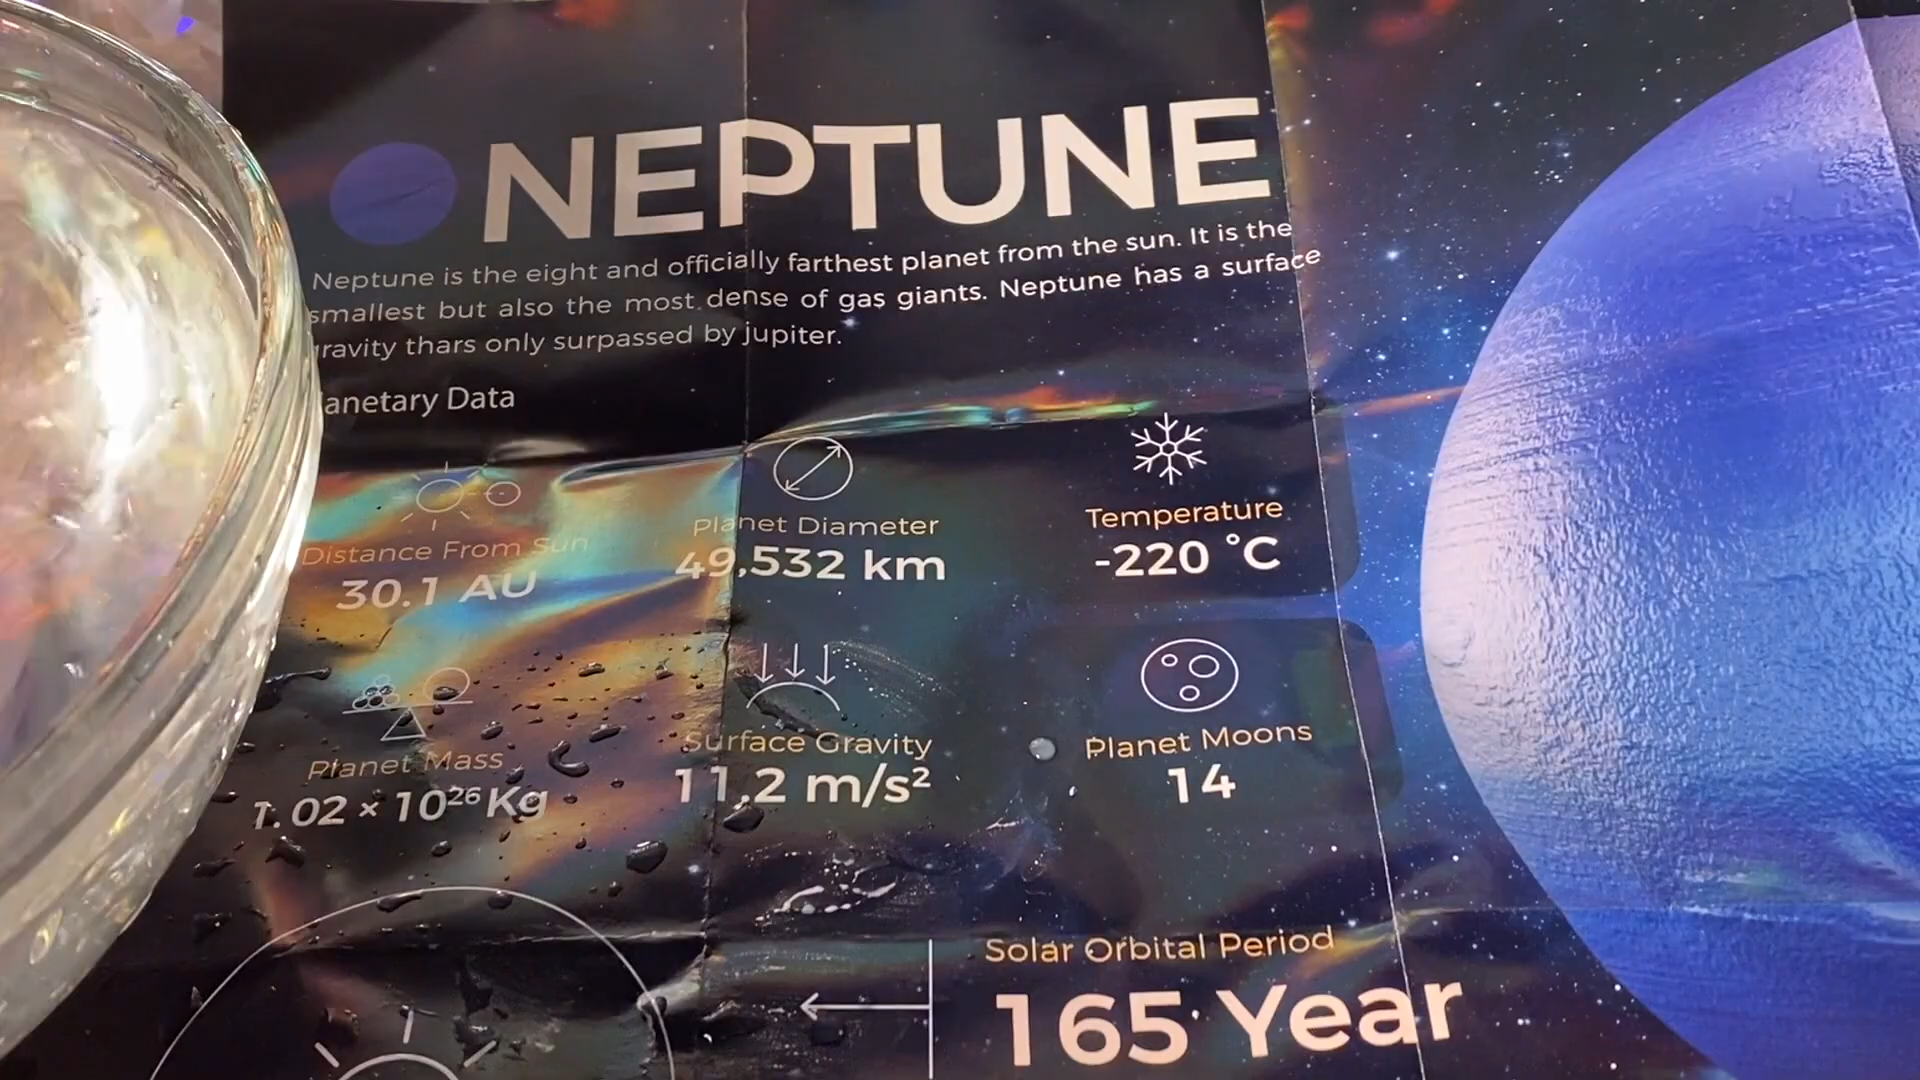 NEPTUNE
Neptune is the eight and officially farthest planet from the sun. It is the
smallest but also the most dense of gas giants. Neptune has a surface
ravity thars only surpassed by jupiter.
anetary Data
Distance From Sun
30.1 AU
Planet Diameter
49,532 km
Temperature
-220 °C
Planet Mass
1.02 × 10²⁶ Kg
Surface Gravity
11,2 m/s²
Planet Moons
14
Solar Orbital Period
165 Year